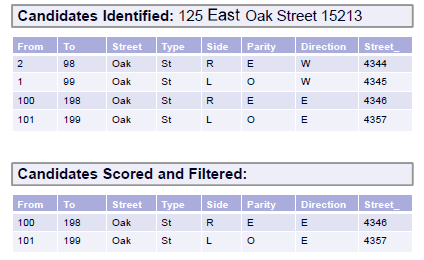 Candidates Identified: 125 East Oak Street 15213
From To Street Type Side Parity Direction Street_
2 98 Oak St R E W 4344
1 99 Oak St L O W 4345
100 198 Oak St R E E 4346
101 199 Oak St L O E 4357
Candidates Scored and Filtered:
From To Street Type Side Parity Direction Street_
100 198 Oak St R E E 4346
101 199 Oak St L O E 4357